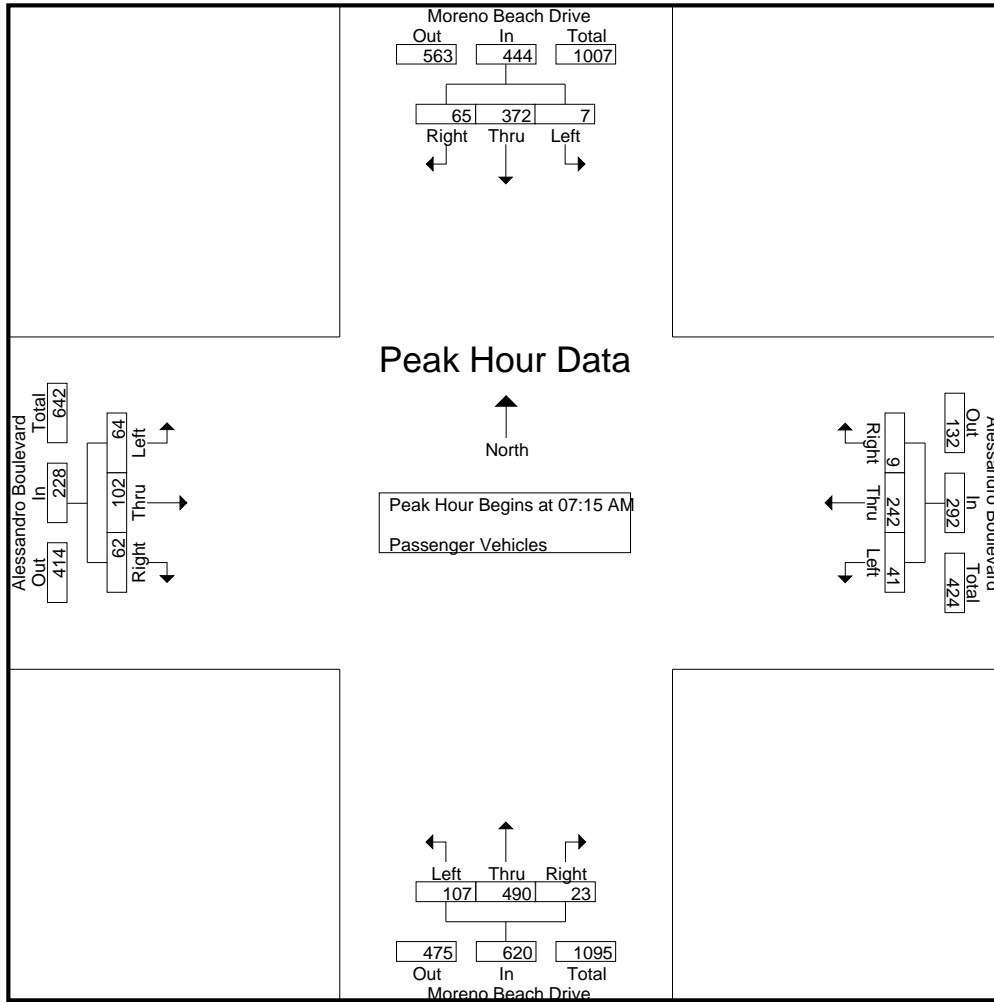 Moreno Beach Drive
Out In Total
563 444 1007
65 372 7
Right Thru Left
Peak Hour Data
North
Peak Hour Begins at 07:15 AM
Passenger Vehicles
Alessandro Boulevard
Out In Total
414 228 642
Left Thru Right
64 102 62
Alessandro Boulevard
Out In Total
132 292 424
Right Thru Left
9 242 41
Left Thru Right
107 490 23
475 620 1095
Out In Total
Moreno Beach Drive